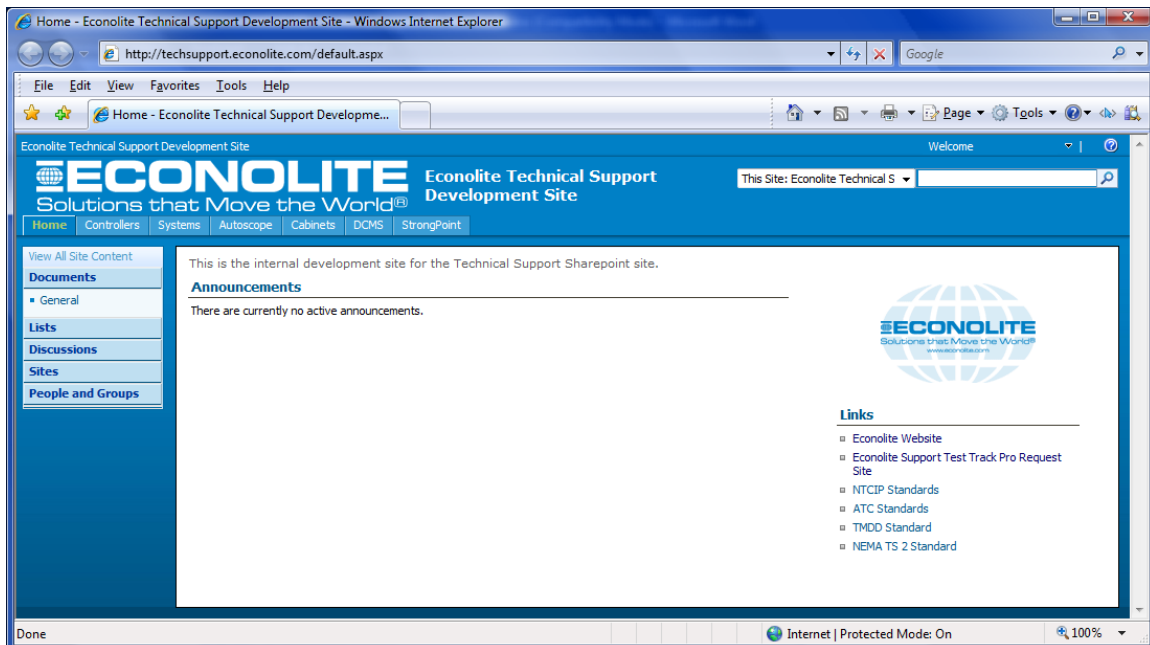 Home - Econolite Technical Support Development Site - Windows Internet Explorer
http://techsupport.econolite.com/default.aspx
Google
File Edit View Favorites Tools Help
Home - Econolite Technical Support Developme...
Page Tools
Econolite Technical Support Development Site
Welcome
ECONOLITE
Solutions that Move the World®
Econolite Technical Support
Development Site
This Site: Econolite Technical S
Home Controllers Systems Autoscope Cabinets DCMS StrongPoint
View All Site Content
Documents
General
Lists
Discussions
Sites
People and Groups
This is the internal development site for the Technical Support Sharepoint site.
Announcements
There are currently no active announcements.
ECONOLITE
Solutions that Move the World®
www.econolite.com
Links
Econolite Website
Econolite Support Test Track Pro Request
Site
NTCIP Standards
ATC Standards
TMDD Standard
NEMA TS 2 Standard
Done
Internet | Protected Mode: On
100%